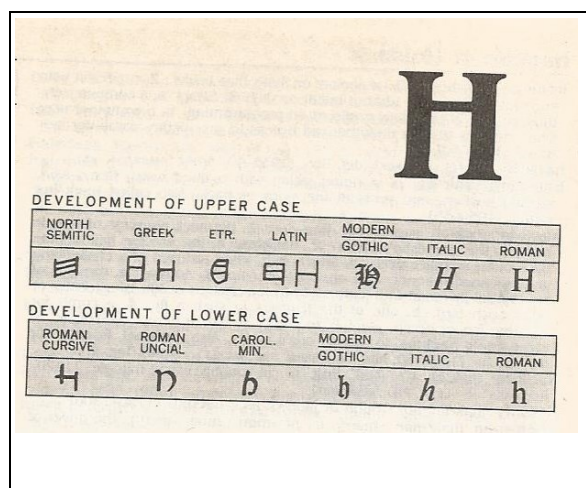 H
DEVELOPMENT OF UPPER CASE
NORTH SEMITIC GREEK ETR. LATIN MODERN GOTHIC ITALIC ROMAN
H H H H
DEVELOPMENT OF LOWER CASE
ROMAN CURSIVE ROMAN UNCIAL CAROL. MIN. MODERN GOTHIC ITALIC ROMAN
h h h h